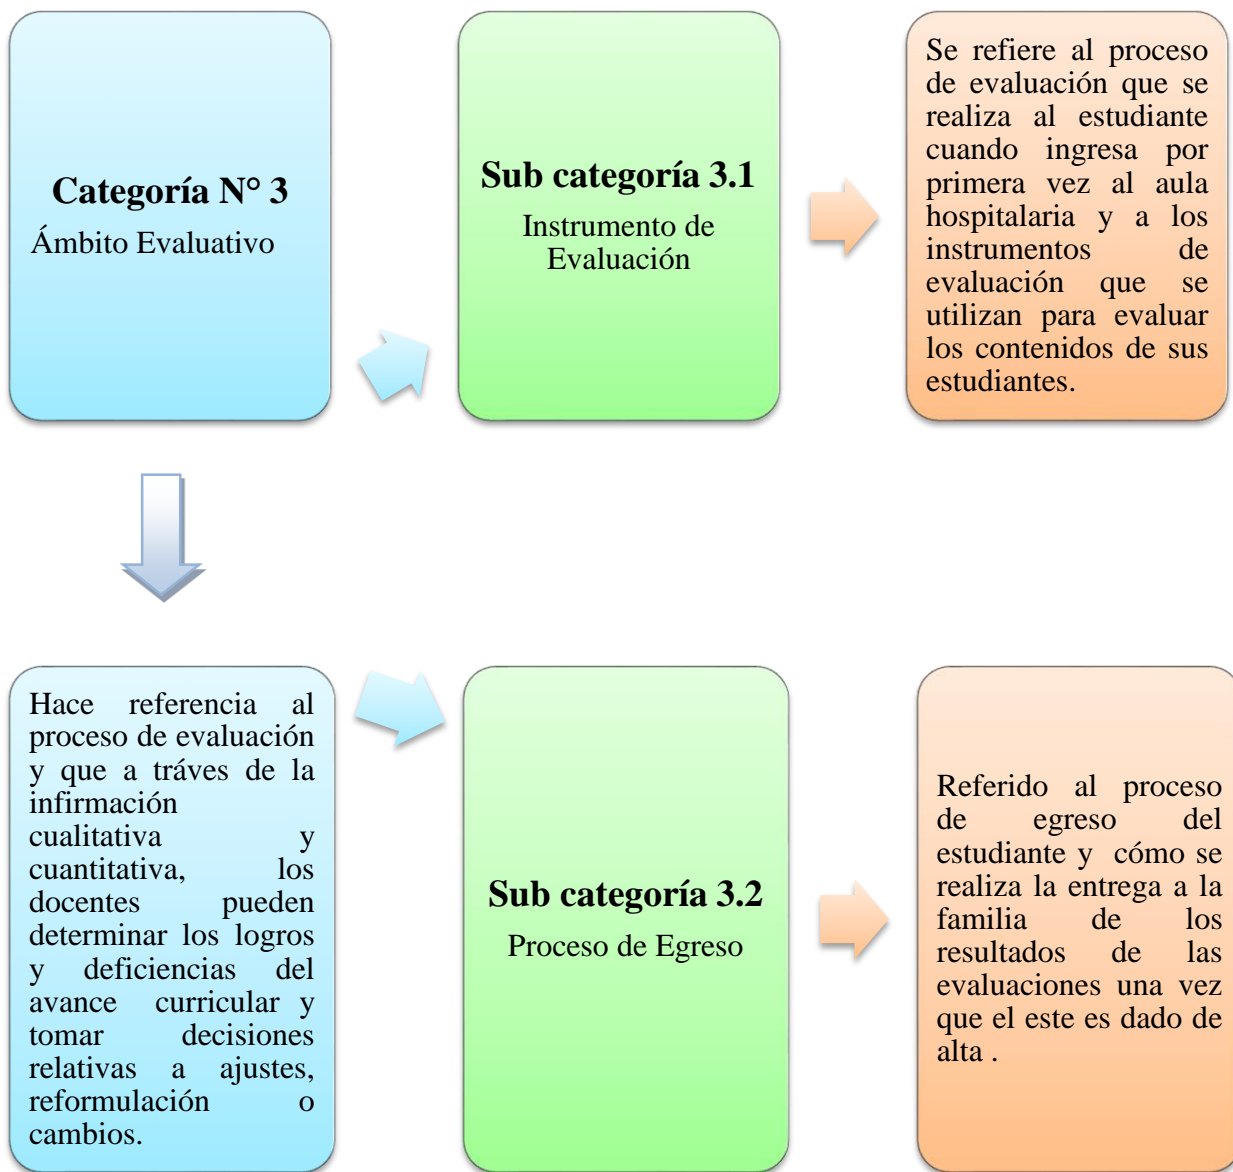 Categoría N° 3
Ámbito Evaluativo
Sub categoría 3.1
Instrumento de
Evaluación
Se refiere al proceso
de evaluación que se
realiza al estudiante
cuando ingresa por
primera vez al aula
hospitalaria y a los
instrumentos de
evaluación que se
utilizan para evaluar
los contenidos de sus
estudiantes.
Hace referencia al
proceso de evaluación
y que a tráves de la
infirmación
cualitativa y
cuantitativa, los
docentes pueden
determinar los logros
y deficiencias del
avance curricular y
tomar decisiones
relativas a ajustes,
reformulación o
cambios.
Sub categoría 3.2
Proceso de Egreso
Referido al proceso
de egreso del
estudiante y cómo se
realiza la entrega a la
familia de los
resultados de las
evaluaciones una vez
que el este es dado de
alta .